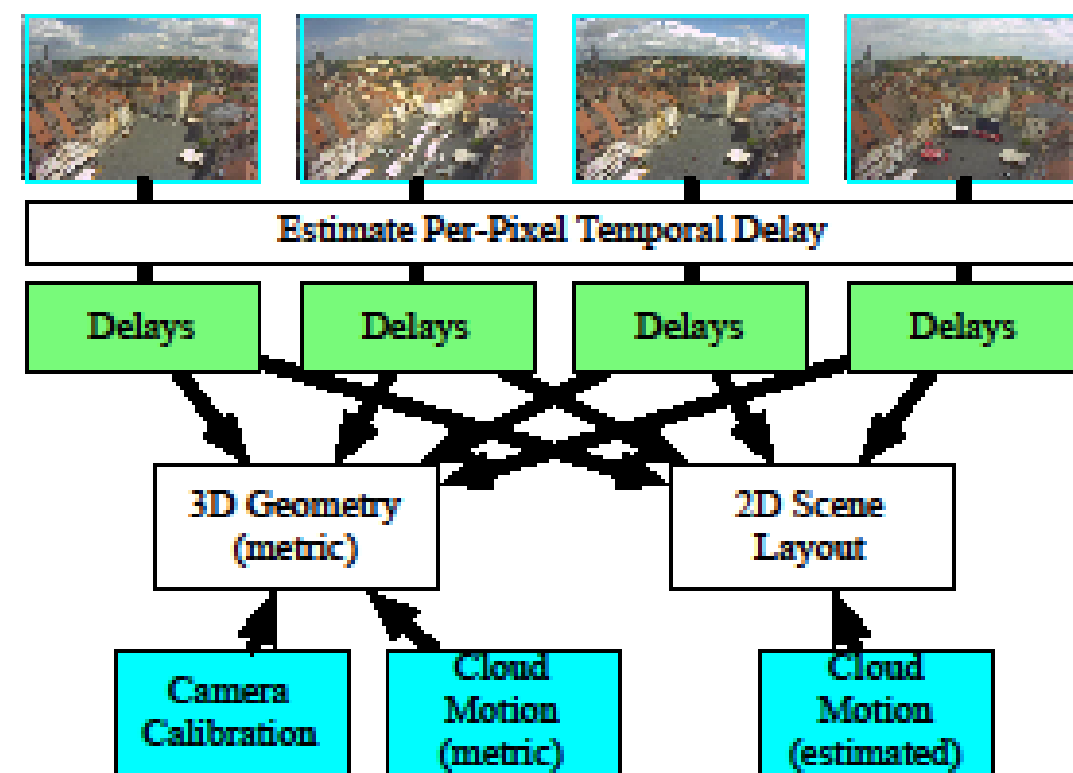 Estimate Per-Pixel Temporal Delay
Delays
Delays
Delays
Delays
3D Geometry
(metric)
2D Scene
Layout
Camera
Calibration
Cloud
Motion
(metric)
Cloud
Motion
(estimated)